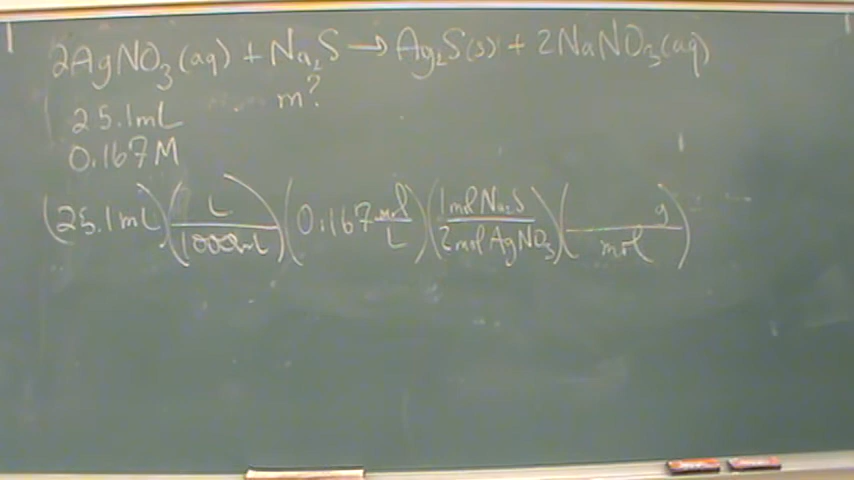 2AgNO₃(aq) + Na₂S → Ag₂S(s) + 2NaNO₃(aq)
25.1mL m?
0.167M
(25.1mL)(L/1000mL)(0.167 mol/L)(1mol Na₂S/2mol AgNO₃)( g/mol)